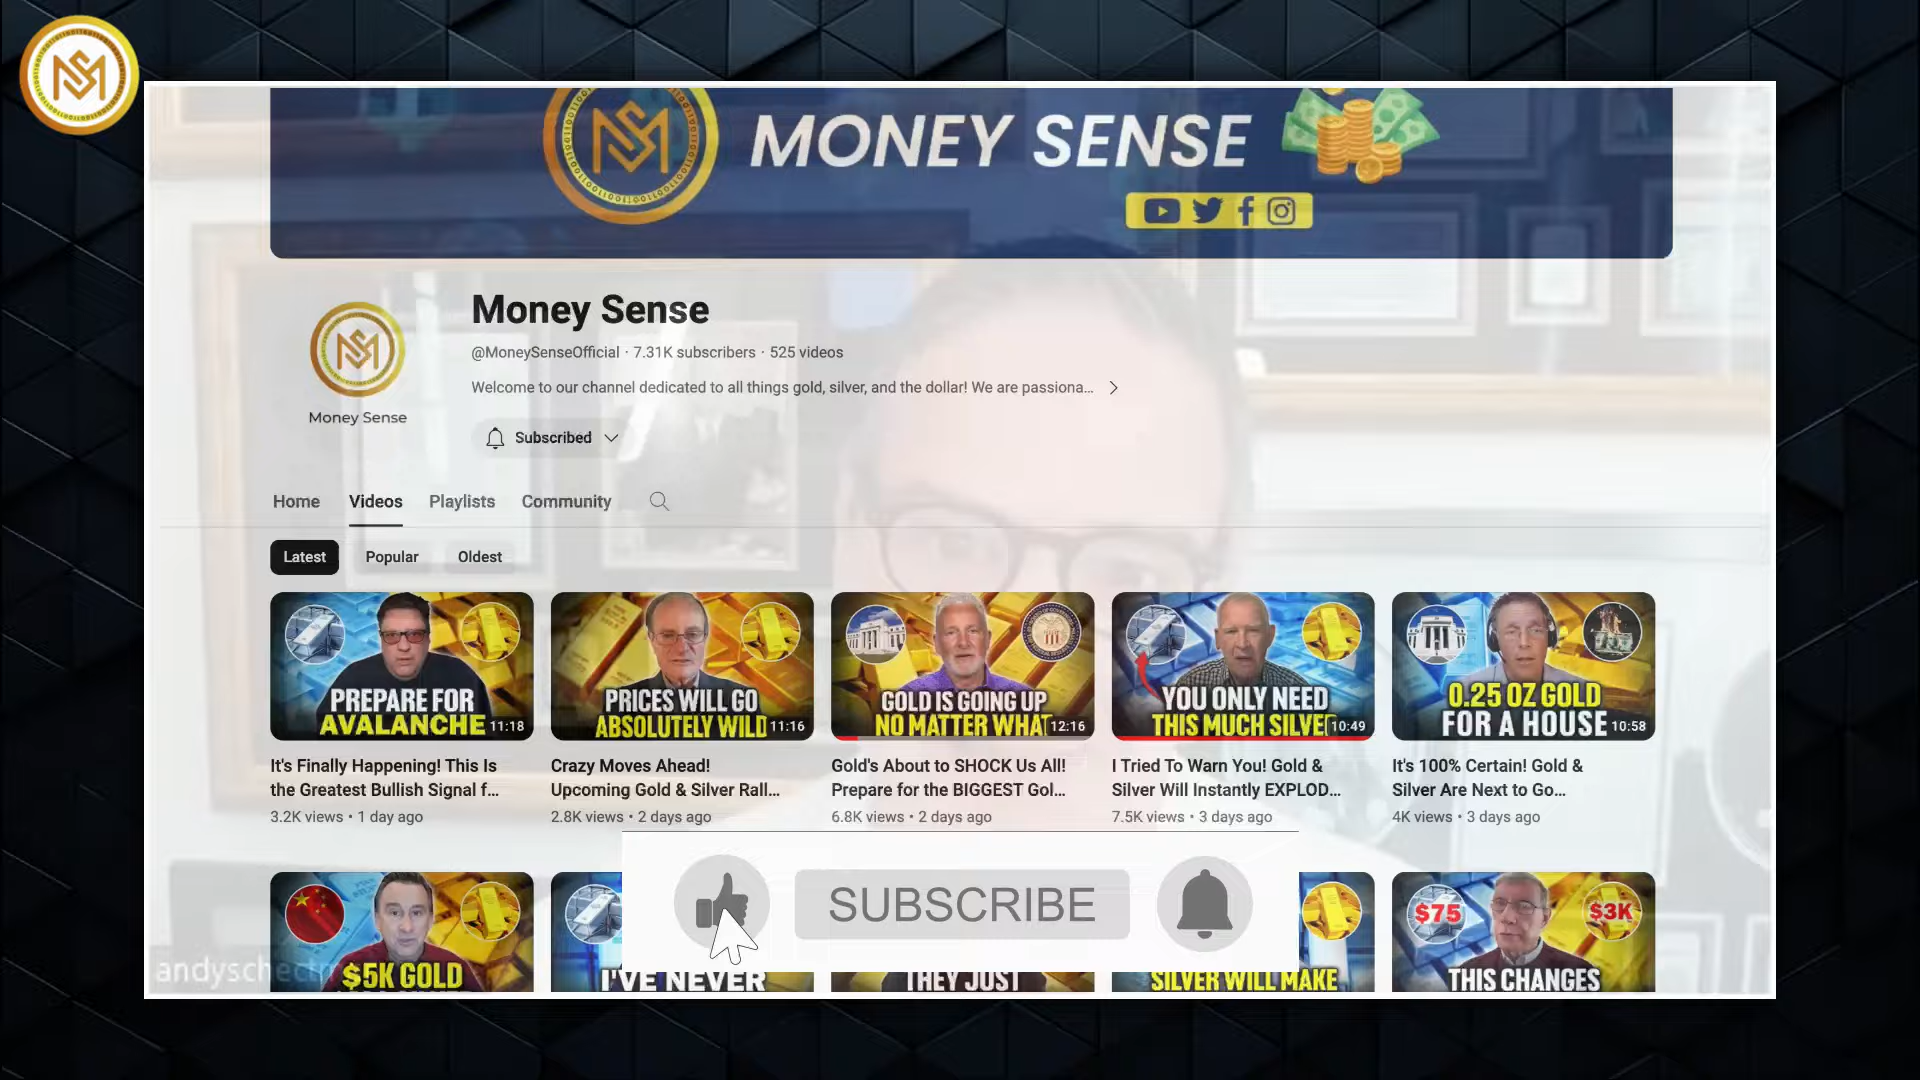 MONEY SENSE
Money Sense
@MoneySenseOfficial · 7.31K subscribers · 525 videos
Welcome to our channel dedicated to all things gold, silver, and the dollar! We are passiona...
Money Sense
Subscribed
Home Videos Playlists Community
Latest Popular Oldest
PREPARE FOR
AVALANCHE 11:18
PRICES WILL GO
ABSOLUTELY WILD 11:16
GOLD IS GOING UP
NO MATTER WHAT 12:16
YOU ONLY NEED
THIS MUCH SILVER 10:49
0.25 OZ GOLD
FOR A HOUSE 10:58
It's Finally Happening! This Is
the Greatest Bullish Signal f...
3.2K views • 1 day ago
Crazy Moves Ahead!
Upcoming Gold & Silver Rall...
2.8K views • 2 days ago
Gold's About to SHOCK Us All!
Prepare for the BIGGEST Gol...
6.8K views • 2 days ago
I Tried To Warn You! Gold &
Silver Will Instantly EXPLOD...
7.5K views • 3 days ago
It's 100% Certain! Gold &
Silver Are Next to Go...
4K views • 3 days ago
SUBSCRIBE
$5K GOLD
I'VE NEVER
THEY JUST
SILVER WILL MAKE
$75 $3K
THIS CHANGES